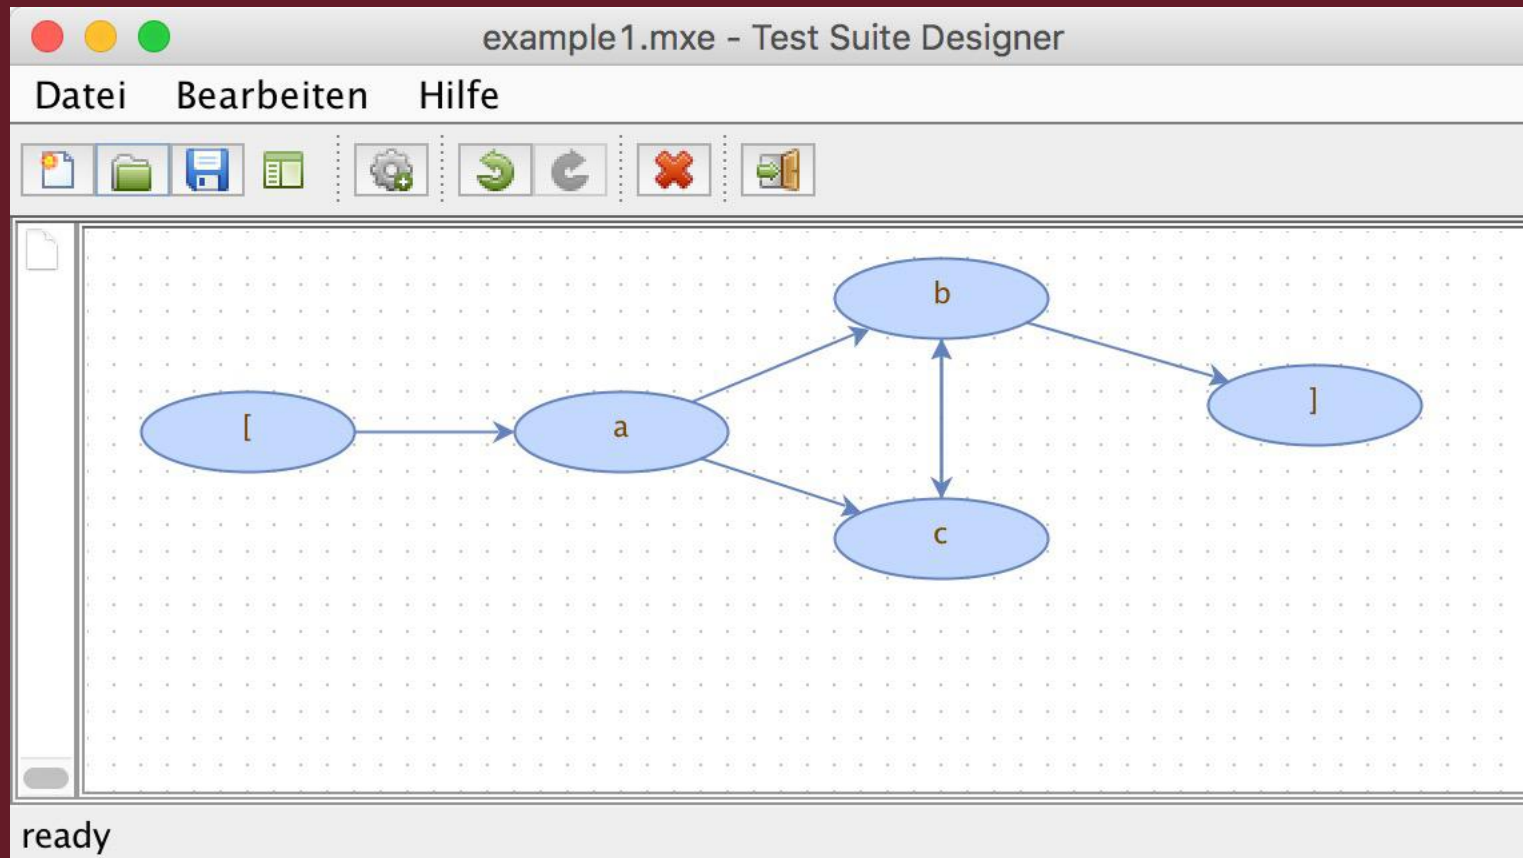 example1.mxe - Test Suite Designer
Datei Bearbeiten Hilfe
b
[
a
]
c
ready